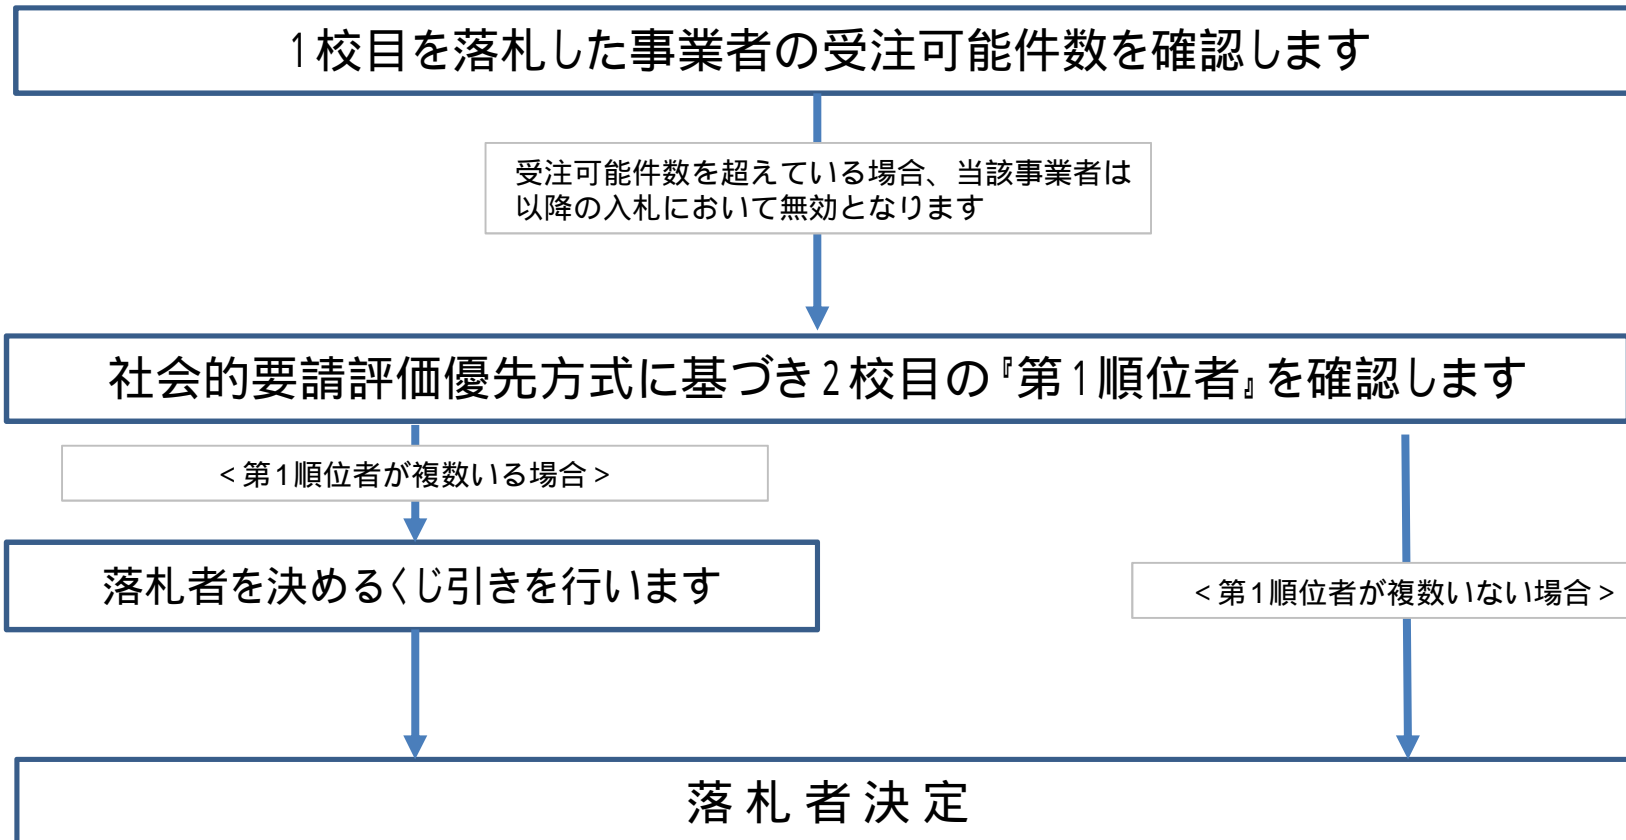 1校目を落札した事業者の受注可能件数を確認します
受注可能件数を超えている場合、当該事業者は
以降の入札において無効となります
社会的要請評価優先方式に基づき2校目の『第1順位者』を確認します
<第1順位者が複数いる場合>
落札者を決めるくじ引きを行います
<第1順位者が複数いない場合>
落札者決定